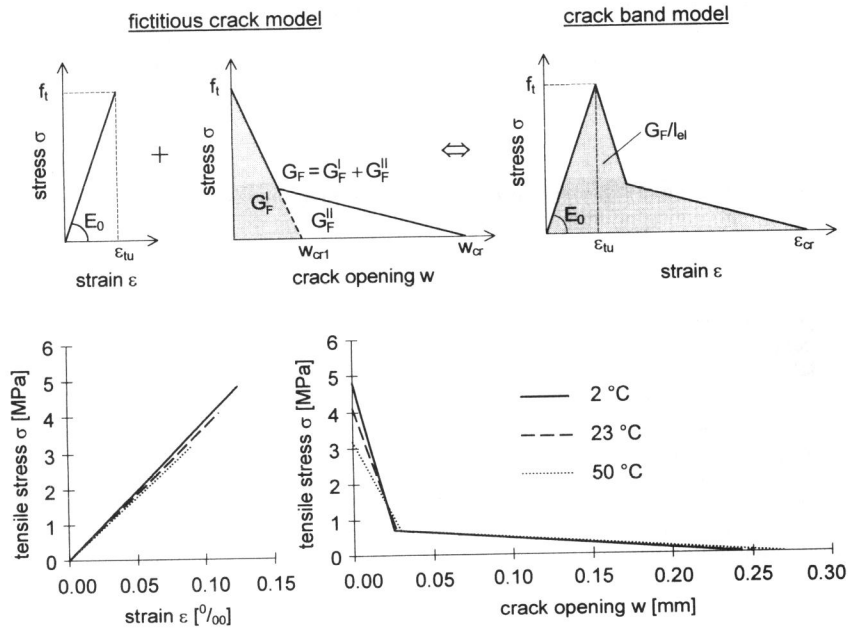 fictitious crack model
crack band model
stress σ
f_t
E_0
ε_tu
strain ε
+
stress σ
G_F = G_F^I + G_F^II
G_F^I
G_F^II
w_cr1
w_cr
crack opening w
⇔
stress σ
f_t
G_F/l_el
E_0
ε_tu
ε_cr
strain ε
tensile stress σ [MPa]
6
5
4
3
2
1
0
0.00 0.05 0.10 0.15
strain ε [⁰/₀₀]
tensile stress σ [MPa]
6
5
4
3
2
1
0
2 °C
23 °C
50 °C
0.00 0.05 0.10 0.15 0.20 0.25 0.30
crack opening w [mm]